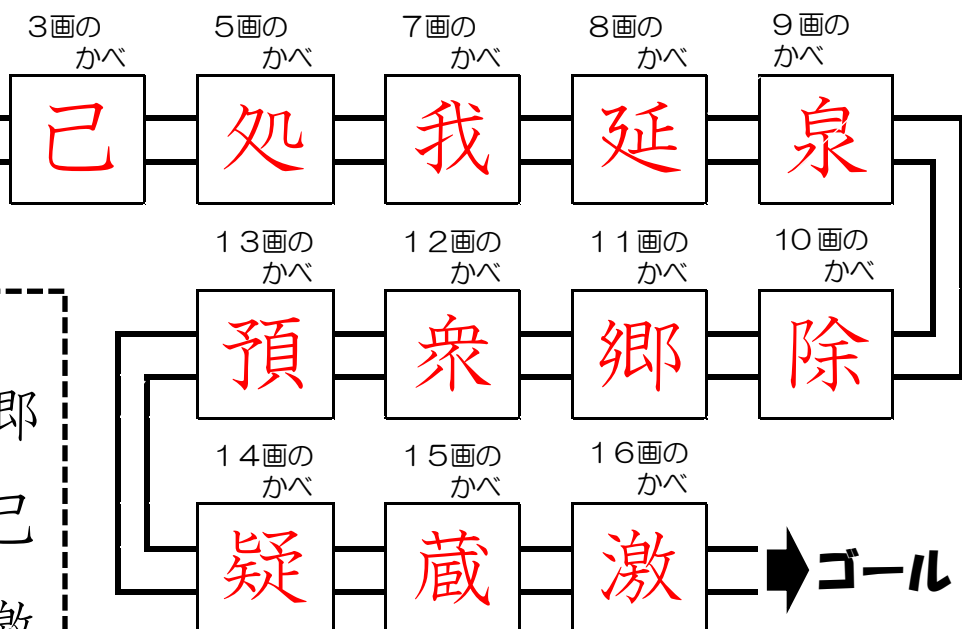 3画の
かべ
5画の
かべ
7画の
かべ
8画の
かべ
9画の
かべ
己
処
我
延
泉
13画の
かべ
12画の
かべ
11画の
かべ
10画の
かべ
預
衆
郷
除
14画の
かべ
15画の
かべ
16画の
かべ
疑
蔵
激
ゴール